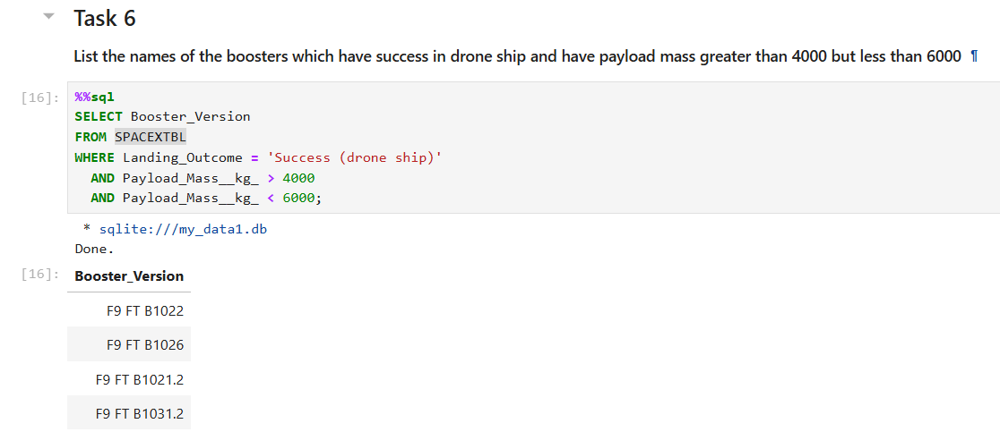 Task 6
List the names of the boosters which have success in drone ship and have payload mass greater than 4000 but less than 6000 ¶
[16]: %%sql
SELECT Booster_Version
FROM SPACEXTBL
WHERE Landing_Outcome = 'Success (drone ship)'
AND Payload_Mass__kg_ > 4000
AND Payload_Mass__kg_ < 6000;
* sqlite:///my_data1.db
Done.
[16]: Booster_Version
F9 FT B1022
F9 FT B1026
F9 FT B1021.2
F9 FT B1031.2